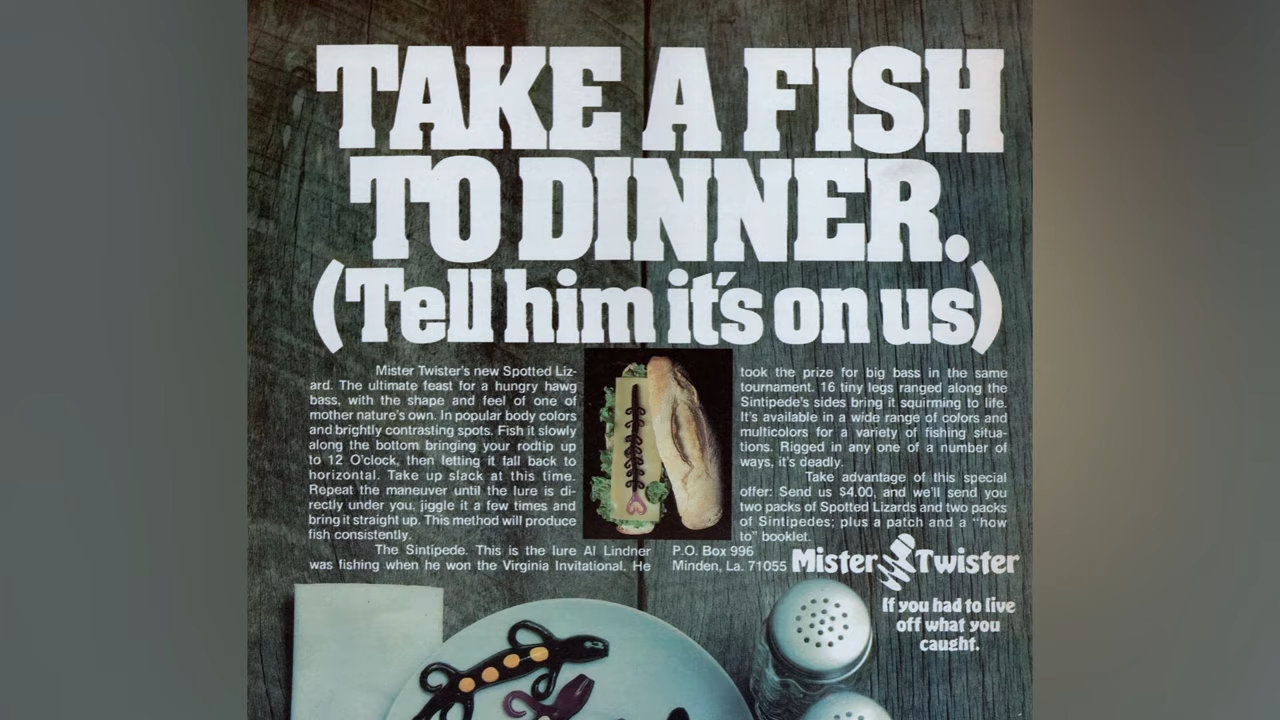 TAKE A FISH
TO DINNER.
(Tell him it's on us)
Mister Twister's new Spotted Liz-
ard. The ultimate feast for a hungry hawg
bass, with the shape and feel of one of
mother nature's own. In popular body colors
and brightly contrasting spots. Fish it slowly
along the bottom bringing your rodtip up
to 12 O'clock, then letting it fall back to
horizontal. Take up slack at this time.
Repeat the maneuver until the lure is di-
rectly under you, jiggle it a few times and
bring it straight up. This method will produce
fish consistently.
The Sintipede. This is the lure Al Lindner
was fishing when he won the Virginia Invitational. He
took the prize for big bass in the same
tournament. 16 tiny legs ranged along the
Sintipede's sides bring it squirming to life.
It's available in a wide range of colors and
multicolors for a variety of fishing situa-
tions. Rigged in any one of a number of
ways, it's deadly.
Take advantage of this special
offer: Send us $4.00, and we'll send you
two packs of Spotted Lizards and two packs
of Sintipedes; plus a patch and a "how
to" booklet.
P.O. Box 996
Minden, La. 71055
Mister Twister
If you had to live
off what you
caught.